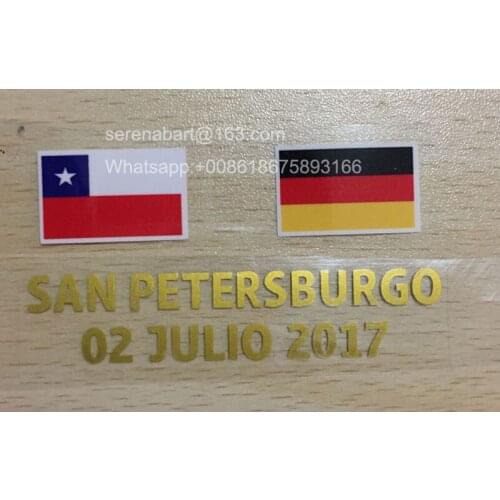 serenabart@163.com
Whatsapp:+008618675893166
SAN PETERSBURGO
02 JULIO 2017